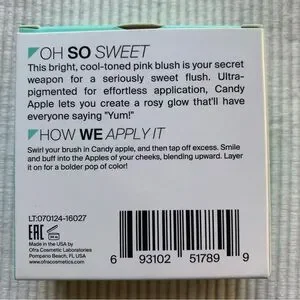 OH SO SWEET
This bright, cool-toned pink blush is your secret
weapon for a seriously sweet flush. Ultra-
pigmented for effortless application, Candy
Apple lets you create a rosy glow that'll have
everyone saying "Yum!"
HOW WE APPLY IT
Swirl your brush in Candy apple, and then tap off excess. Smile
and buff into the Apples of your cheeks, blending upward. Layer
it on for a bolder pop of color!
LT:070124-16027
EAC
Made in the USA by
Ofra Cosmetic Laboratories
Pompano Beach, FL USA
www.ofracosmetics.com
6 93102 51789 9